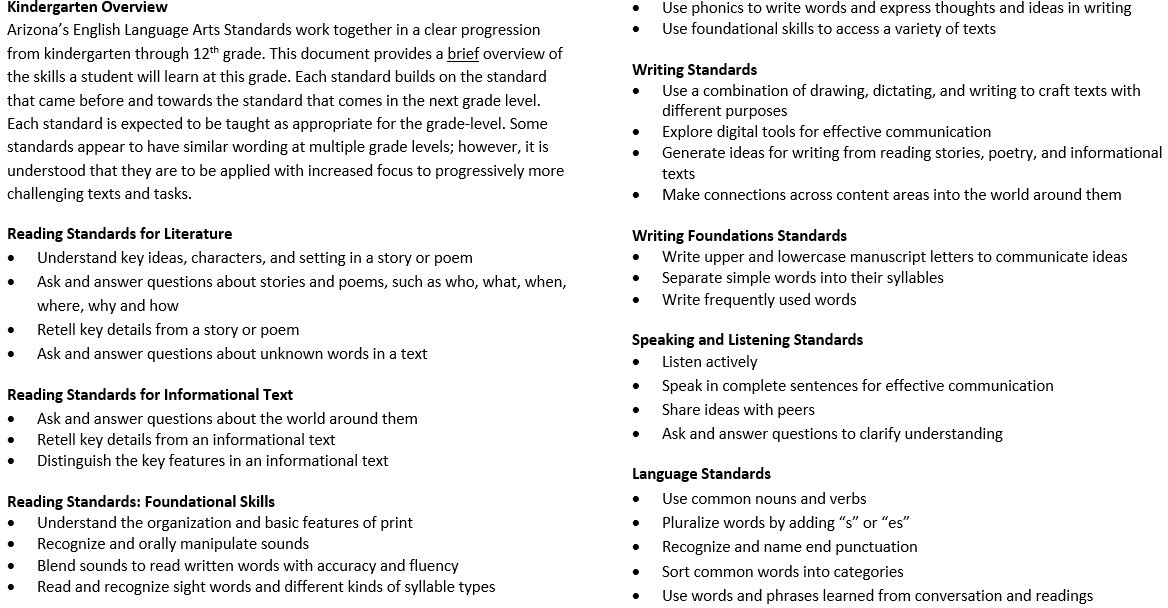 Kindergarten Overview
Arizona’s English Language Arts Standards work together in a clear progression
from kindergarten through 12th grade. This document provides a brief overview of
the skills a student will learn at this grade. Each standard builds on the standard
that came before and towards the standard that comes in the next grade level.
Each standard is expected to be taught as appropriate for the grade-level. Some
standards appear to have similar wording at multiple grade levels; however, it is
understood that they are to be applied with increased focus to progressively more
challenging texts and tasks.
Reading Standards for Literature
• Understand key ideas, characters, and setting in a story or poem
• Ask and answer questions about stories and poems, such as who, what, when,
where, why and how
• Retell key details from a story or poem
• Ask and answer questions about unknown words in a text
Reading Standards for Informational Text
• Ask and answer questions about the world around them
• Retell key details from an informational text
• Distinguish the key features in an informational text
Reading Standards: Foundational Skills
• Understand the organization and basic features of print
• Recognize and orally manipulate sounds
• Blend sounds to read written words with accuracy and fluency
• Read and recognize sight words and different kinds of syllable types
• Use phonics to write words and express thoughts and ideas in writing
• Use foundational skills to access a variety of texts
Writing Standards
• Use a combination of drawing, dictating, and writing to craft texts with
different purposes
• Explore digital tools for effective communication
• Generate ideas for writing from reading stories, poetry, and informational
texts
• Make connections across content areas into the world around them
Writing Foundations Standards
• Write upper and lowercase manuscript letters to communicate ideas
• Separate simple words into their syllables
• Write frequently used words
Speaking and Listening Standards
• Listen actively
• Speak in complete sentences for effective communication
• Share ideas with peers
• Ask and answer questions to clarify understanding
Language Standards
• Use common nouns and verbs
• Pluralize words by adding “s” or “es”
• Recognize and name end punctuation
• Sort common words into categories
• Use words and phrases learned from conversation and readings